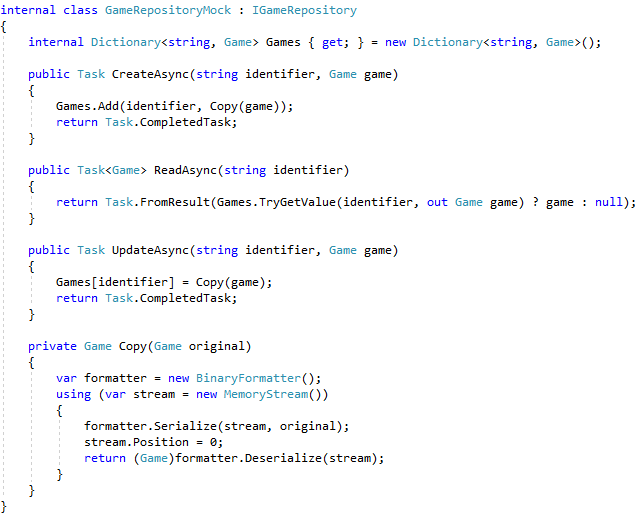 internal class GameRepositoryMock : IGameRepository
{
    internal Dictionary<string, Game> Games { get; } = new Dictionary<string, Game>();

    public Task CreateAsync(string identifier, Game game)
    {
        Games.Add(identifier, Copy(game));
        return Task.CompletedTask;
    }

    public Task<Game> ReadAsync(string identifier)
    {
        return Task.FromResult(Games.TryGetValue(identifier, out Game game) ? game : null);
    }

    public Task UpdateAsync(string identifier, Game game)
    {
        Games[identifier] = Copy(game);
        return Task.CompletedTask;
    }

    private Game Copy(Game original)
    {
        var formatter = new BinaryFormatter();
        using (var stream = new MemoryStream())
        {
            formatter.Serialize(stream, original);
            stream.Position = 0;
            return (Game)formatter.Deserialize(stream);
        }
    }
}